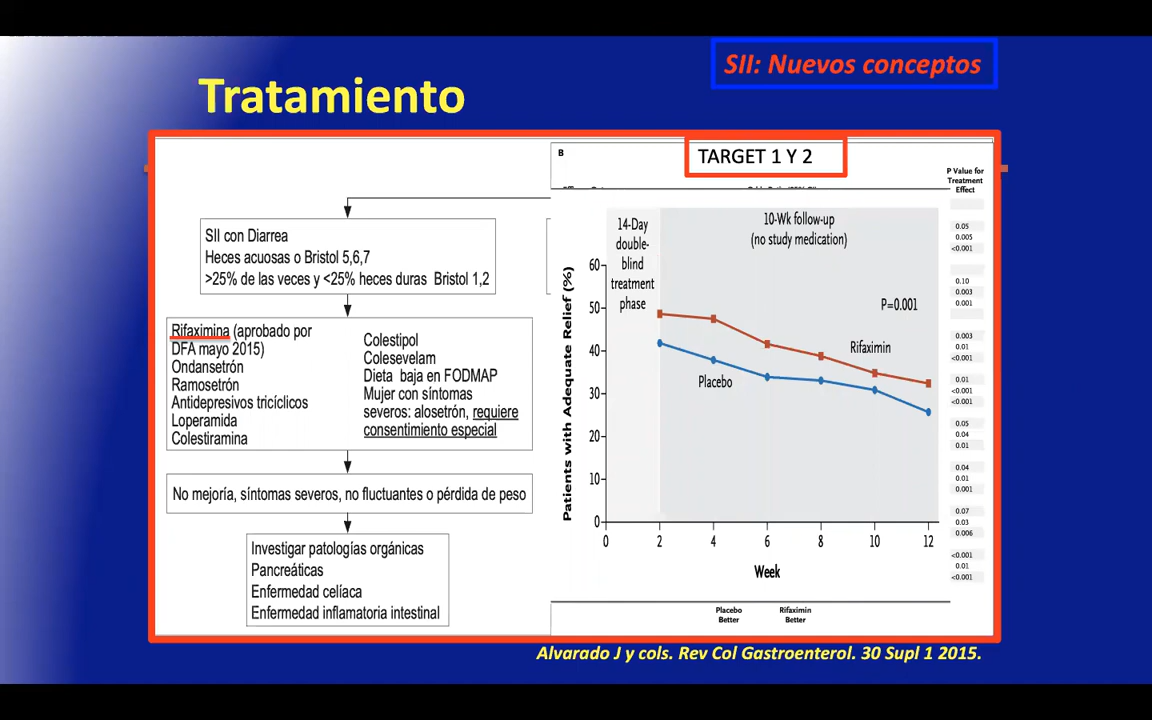 SII: Nuevos conceptos
Tratamiento
SII con Diarrea
Heces acuosas o Bristol 5,6,7
>25% de las veces y <25% heces duras Bristol 1,2
Rifaximina (aprobado por
DFA mayo 2015)
Ondansetrón
Ramosetrón
Antidepresivos tricíclicos
Loperamida
Colestiramina
Colestipol
Colesevelam
Dieta baja en FODMAP
Mujer con síntomas
severos: alosetrón, requiere
consentimiento especial
No mejoría, síntomas severos, no fluctuantes o pérdida de peso
Investigar patologías orgánicas
Pancreáticas
Enfermedad celíaca
Enfermedad inflamatoria intestinal
B
TARGET 1 Y 2
P Value for
Treatment
Effect
14-Day
double-
blind
treatment
phase
10-Wk follow-up
(no study medication)
P=0.001
Rifaximin
Placebo
Patients with Adequate Relief (%)
60
50
40
30
20
10
0
0 2 4 6 8 10 12
Week
0.05
0.005
<0.001
0.10
0.003
0.001
0.003
0.01
<0.001
0.01
<0.001
<0.001
0.05
0.04
0.01
0.04
0.01
0.001
0.07
0.03
0.006
<0.001
0.01
<0.001
Placebo
Better
Rifaximin
Better
Alvarado J y cols. Rev Col Gastroenterol. 30 Supl 1 2015.